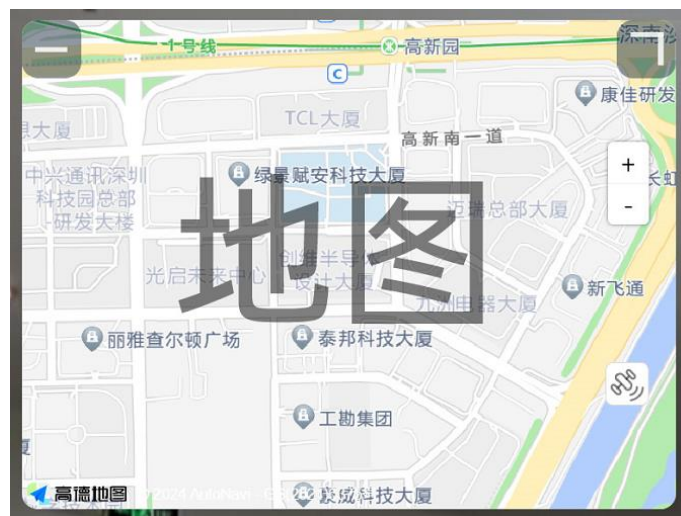 深南
1号线
高新园
C
康佳研发
TCL大厦
想大厦
高新南一道
中兴通讯深圳
科技园总部
-研发大楼
绿景赋安科技大厦
+
长虹
-
迈瑞总部大厦
地图
创维半导
设计大厦
光启未来中心
新飞通
九洲电器大厦
丽雅查尔顿广场
泰邦科技大厦
工勘集团
厦
高德地图
©2024 AutoNavi
科技大厦